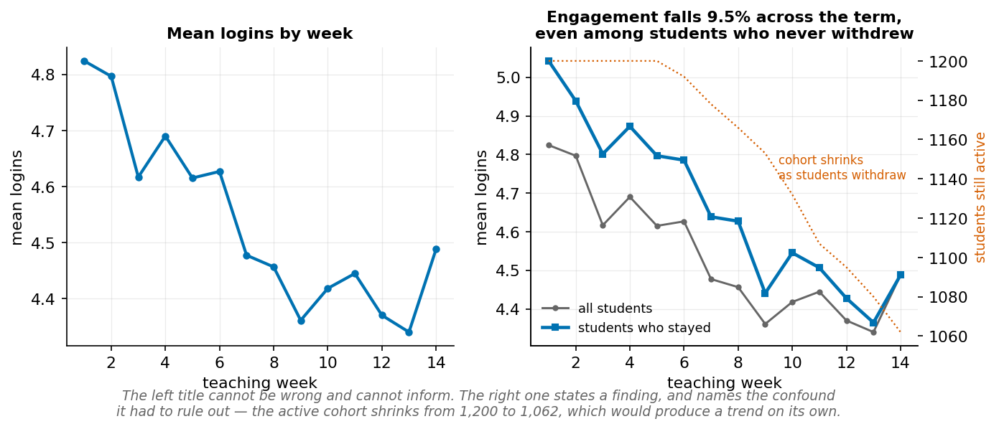 Mean logins by week
4.8
4.7
4.6
4.5
4.4
mean logins
2 4 6 8 10 12 14
teaching week
Engagement falls 9.5% across the term,
even among students who never withdrew
5.0
4.9
4.8
4.7
4.6
4.5
4.4
mean logins
cohort shrinks
as students withdraw
all students
students who stayed
2 4 6 8 10 12 14
teaching week
1200
1180
1160
1140
1120
1100
1080
1060
students still active
The left title cannot be wrong and cannot inform. The right one states a finding, and names the confound
it had to rule out — the active cohort shrinks from 1,200 to 1,062, which would produce a trend on its own.